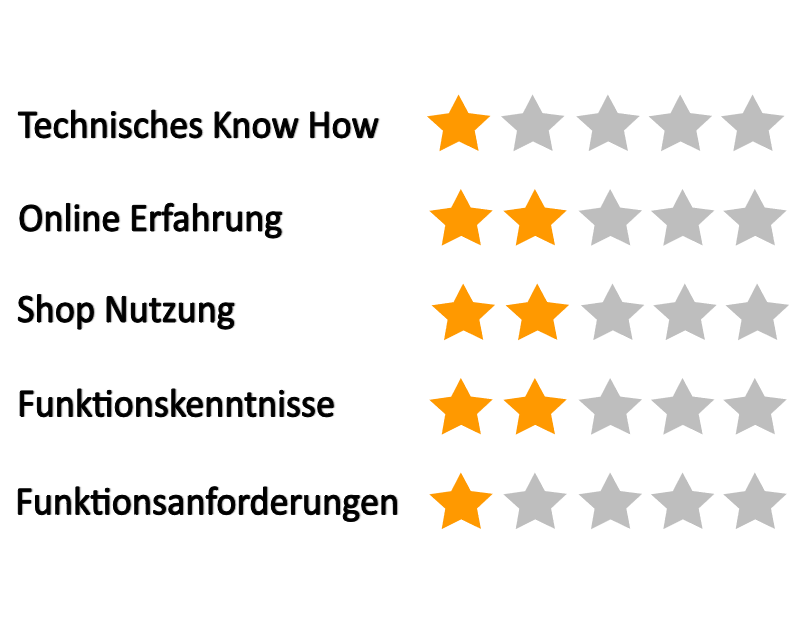 Technisches Know How
Online Erfahrung
Shop Nutzung
Funktionskenntnisse
Funktionsanforderungen